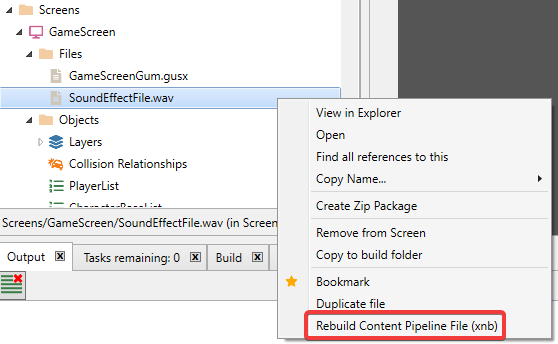 Screens
GameScreen
Files
GameScreenGum.gusx
SoundEffectFile.wav
Objects
Layers
Collision Relationships
PlayerList
Screens/GameScreen/SoundEffectFile.wav (in Screen
Output
Tasks remaining: 0
Build
View in Explorer
Open
Find all references to this
Copy Name...
Create Zip Package
Remove from Screen
Copy to build folder
Bookmark
Duplicate file
Rebuild Content Pipeline File (xnb)